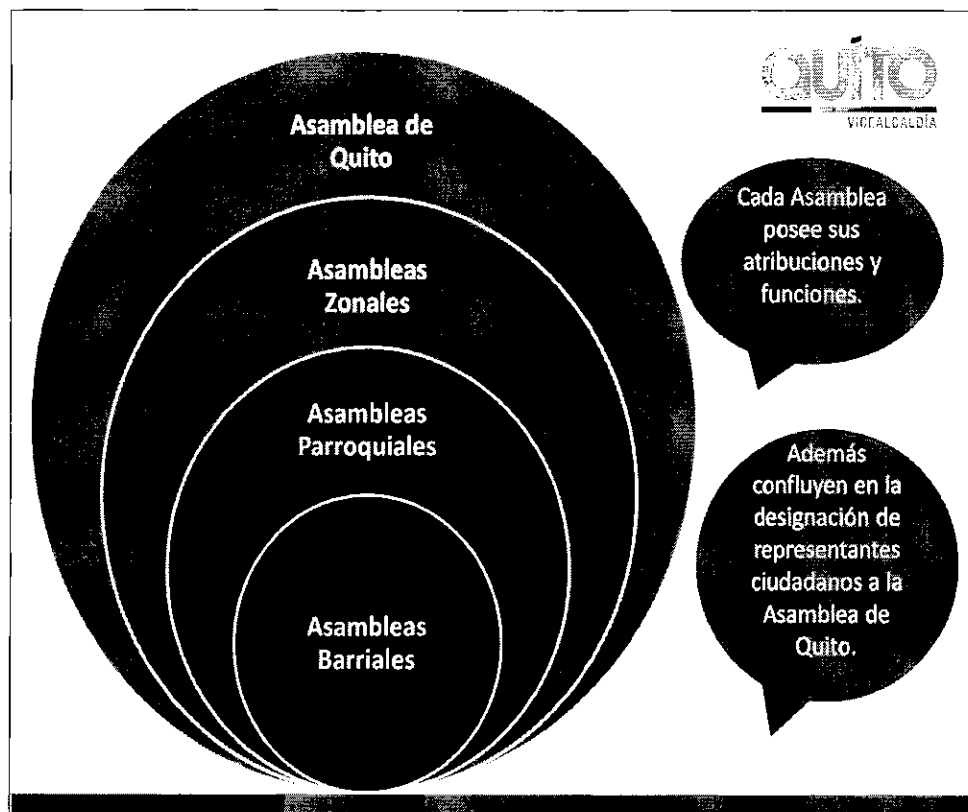 QUITO
VICEALCALDÍA
Asamblea de
Quito
Asambleas
Zonales
Asambleas
Parroquiales
Asambleas
Barriales
Cada Asamblea
posee sus
atribuciones y
funciones.
Además
confluyen en la
designación de
representantes
ciudadanos a la
Asamblea de
Quito.